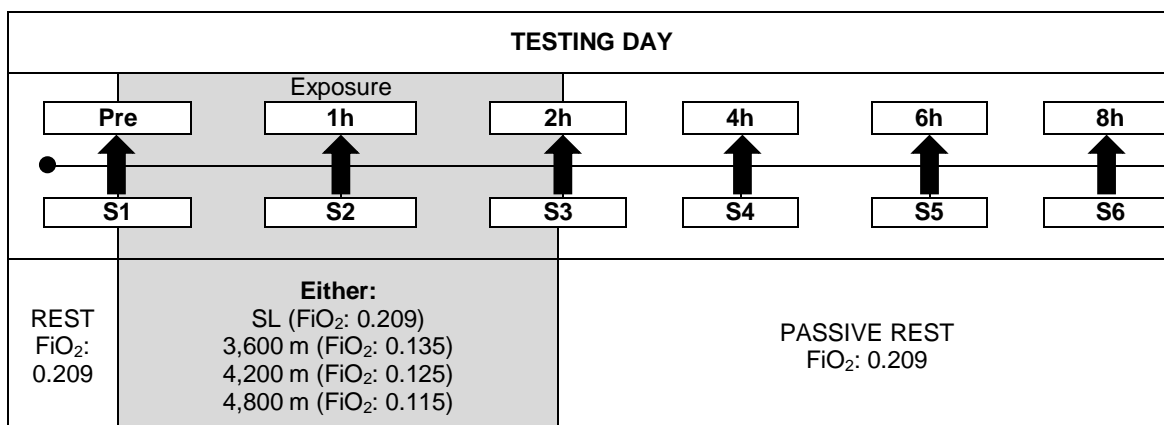 TESTING DAY
Exposure
Pre 1h 2h 4h 6h 8h
S1 S2 S3 S4 S5 S6
REST
FiO₂:
0.209
Either:
SL (FiO₂: 0.209)
3,600 m (FiO₂: 0.135)
4,200 m (FiO₂: 0.125)
4,800 m (FiO₂: 0.115)
PASSIVE REST
FiO₂: 0.209